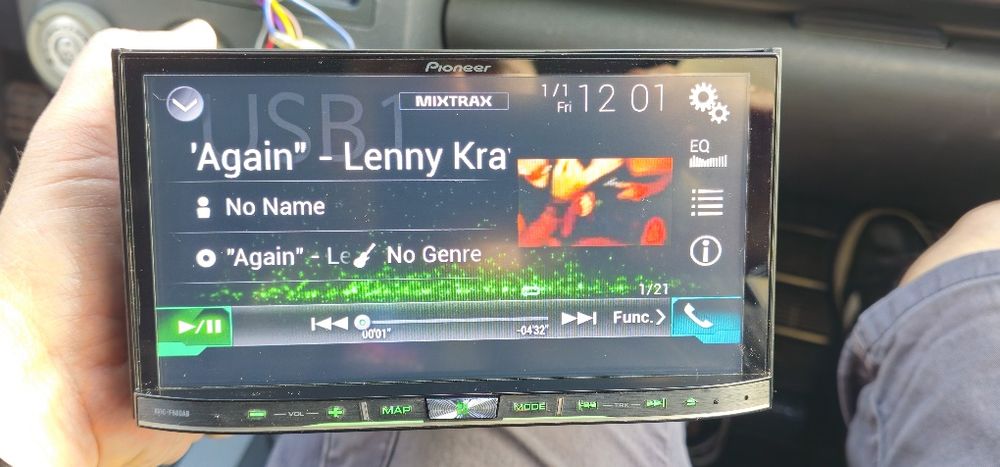 Pioneer
USB1
MIXTRAX
1/1
Fri
12 01
'Again" - Lenny Kra
EQ
No Name
"Again" - Le
No Genre
1/21
00'01"
-04'32"
Func.
VOL
MAP
MODE
TRK